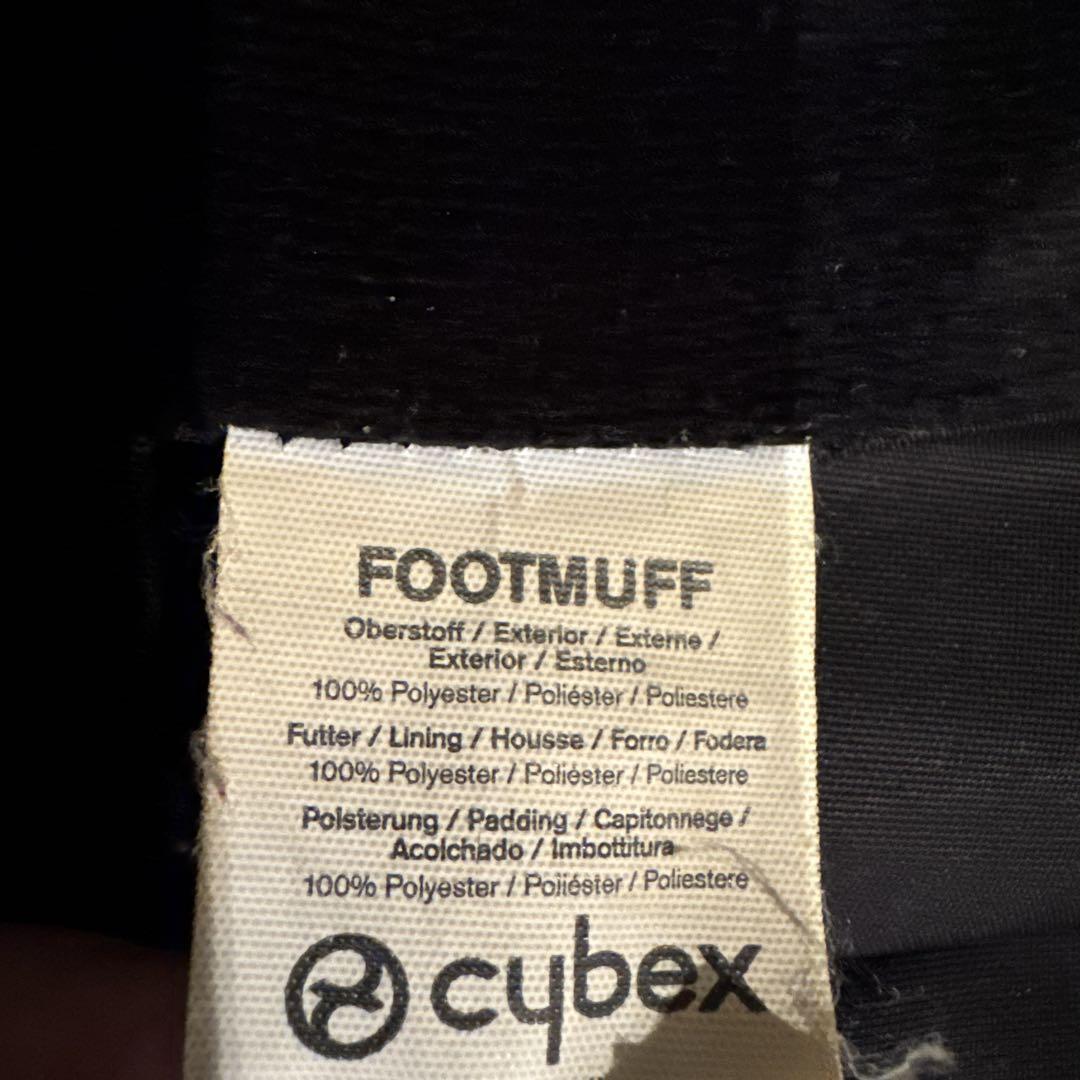 FOOTMUFF
Oberstoff / Exterior / Externe /
Exterior / Esterno
100% Polyester / Poliéster / Poliestere
Futter / Lining / Housse / Forro / Fodera
100% Polyester / Poliéster / Poliestere
Polsterung / Padding / Capitonnege /
Acolchado / Imbottitura
100% Polyester / Poliéster / Poliestere
cybex